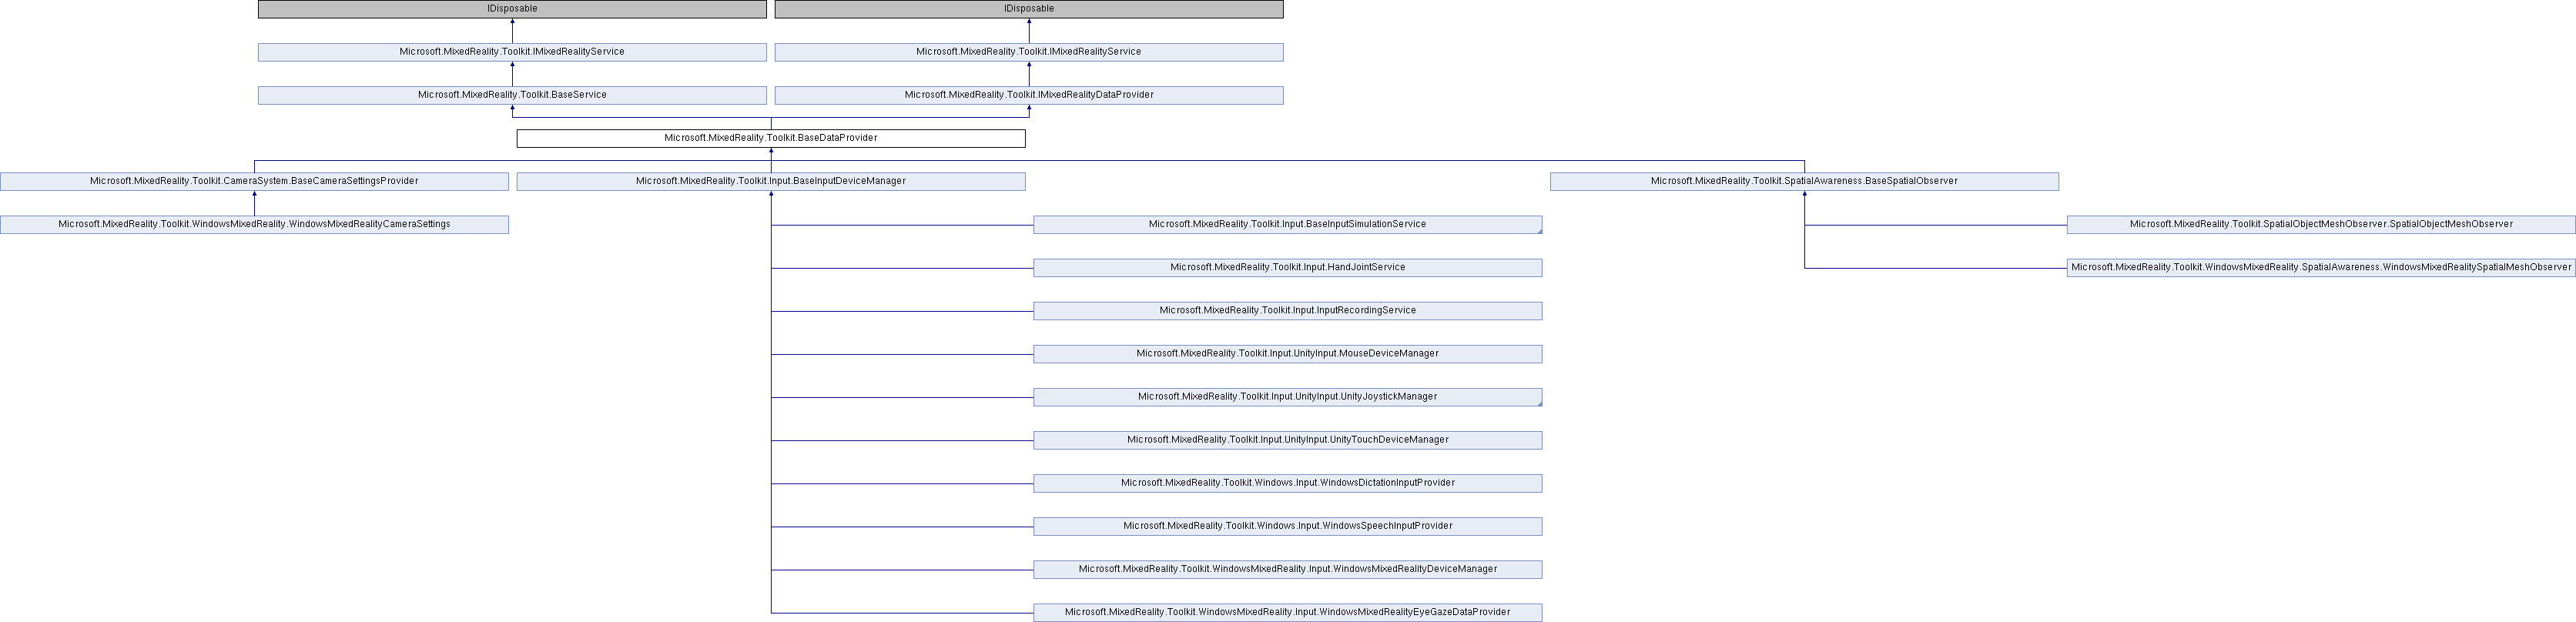 IDisposable
IDisposable
Microsoft.MixedReality.Toolkit.IMixedRealityService
Microsoft.MixedReality.Toolkit.IMixedRealityService
Microsoft.MixedReality.Toolkit.BaseService
Microsoft.MixedReality.Toolkit.IMixedRealityDataProvider
Microsoft.MixedReality.Toolkit.BaseDataProvider
Microsoft.MixedReality.Toolkit.CameraSystem.BaseCameraSettingsProvider
Microsoft.MixedReality.Toolkit.Input.BaseInputDeviceManager
Microsoft.MixedReality.Toolkit.SpatialAwareness.BaseSpatialObserver
Microsoft.MixedReality.Toolkit.WindowsMixedReality.WindowsMixedRealityCameraSettings
Microsoft.MixedReality.Toolkit.Input.BaseInputSimulationService
Microsoft.MixedReality.Toolkit.SpatialObjectMeshObserver.SpatialObjectMeshObserver
Microsoft.MixedReality.Toolkit.Input.HandJointService
Microsoft.MixedReality.Toolkit.WindowsMixedReality.SpatialAwareness.WindowsMixedRealitySpatialMeshObserver
Microsoft.MixedReality.Toolkit.Input.InputRecordingService
Microsoft.MixedReality.Toolkit.Input.UnityInput.MouseDeviceManager
Microsoft.MixedReality.Toolkit.Input.UnityInput.UnityJoystickManager
Microsoft.MixedReality.Toolkit.Input.UnityInput.UnityTouchDeviceManager
Microsoft.MixedReality.Toolkit.Windows.Input.WindowsDictationInputProvider
Microsoft.MixedReality.Toolkit.Windows.Input.WindowsSpeechInputProvider
Microsoft.MixedReality.Toolkit.WindowsMixedReality.Input.WindowsMixedRealityDeviceManager
Microsoft.MixedReality.Toolkit.WindowsMixedReality.Input.WindowsMixedRealityEyeGazeDataProvider